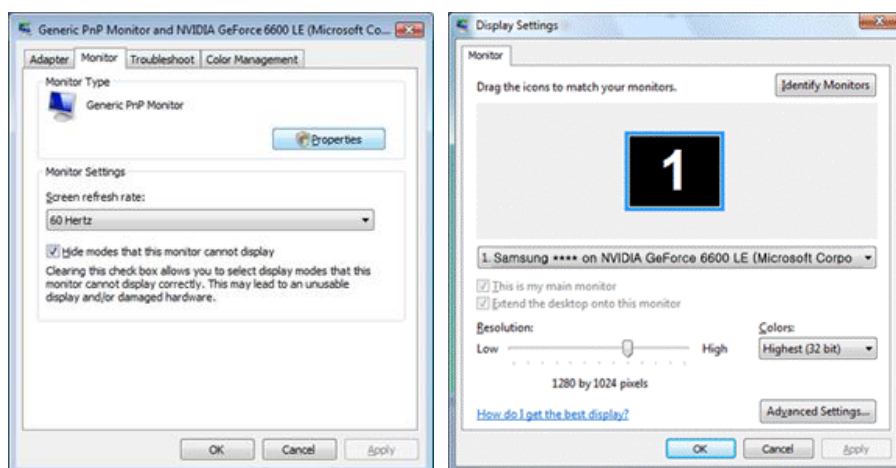 Generic PnP Monitor and NVIDIA GeForce 6600 LE (Microsoft Co...
Adapter Monitor Troubleshoot Color Management
Monitor Type
Generic PnP Monitor
Properties
Monitor Settings
Screen refresh rate:
60 Hertz
Hide modes that this monitor cannot display
Clearing this check box allows you to select display modes that this
monitor cannot display correctly. This may lead to an unusable
display and/or damaged hardware.
OK Cancel Apply
Display Settings
Monitor
Drag the icons to match your monitors.
Identify Monitors
1
1. Samsung **** on NVIDIA GeForce 6600 LE (Microsoft Corpo
This is my main monitor
Extend the desktop onto this monitor
Resolution:
Colors:
Low High
Highest (32 bit)
1280 by 1024 pixels
How do I get the best display?
Advanced Settings...
OK Cancel Apply